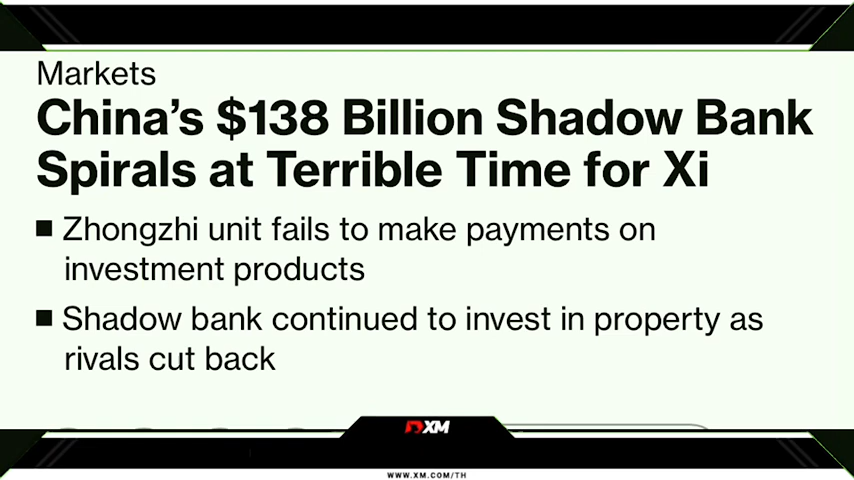 Markets
China's $138 Billion Shadow Bank
Spirals at Terrible Time for Xi
■ Zhongzhi unit fails to make payments on
investment products
■ Shadow bank continued to invest in property as
rivals cut back
XM
WWW.XM.COM/TH